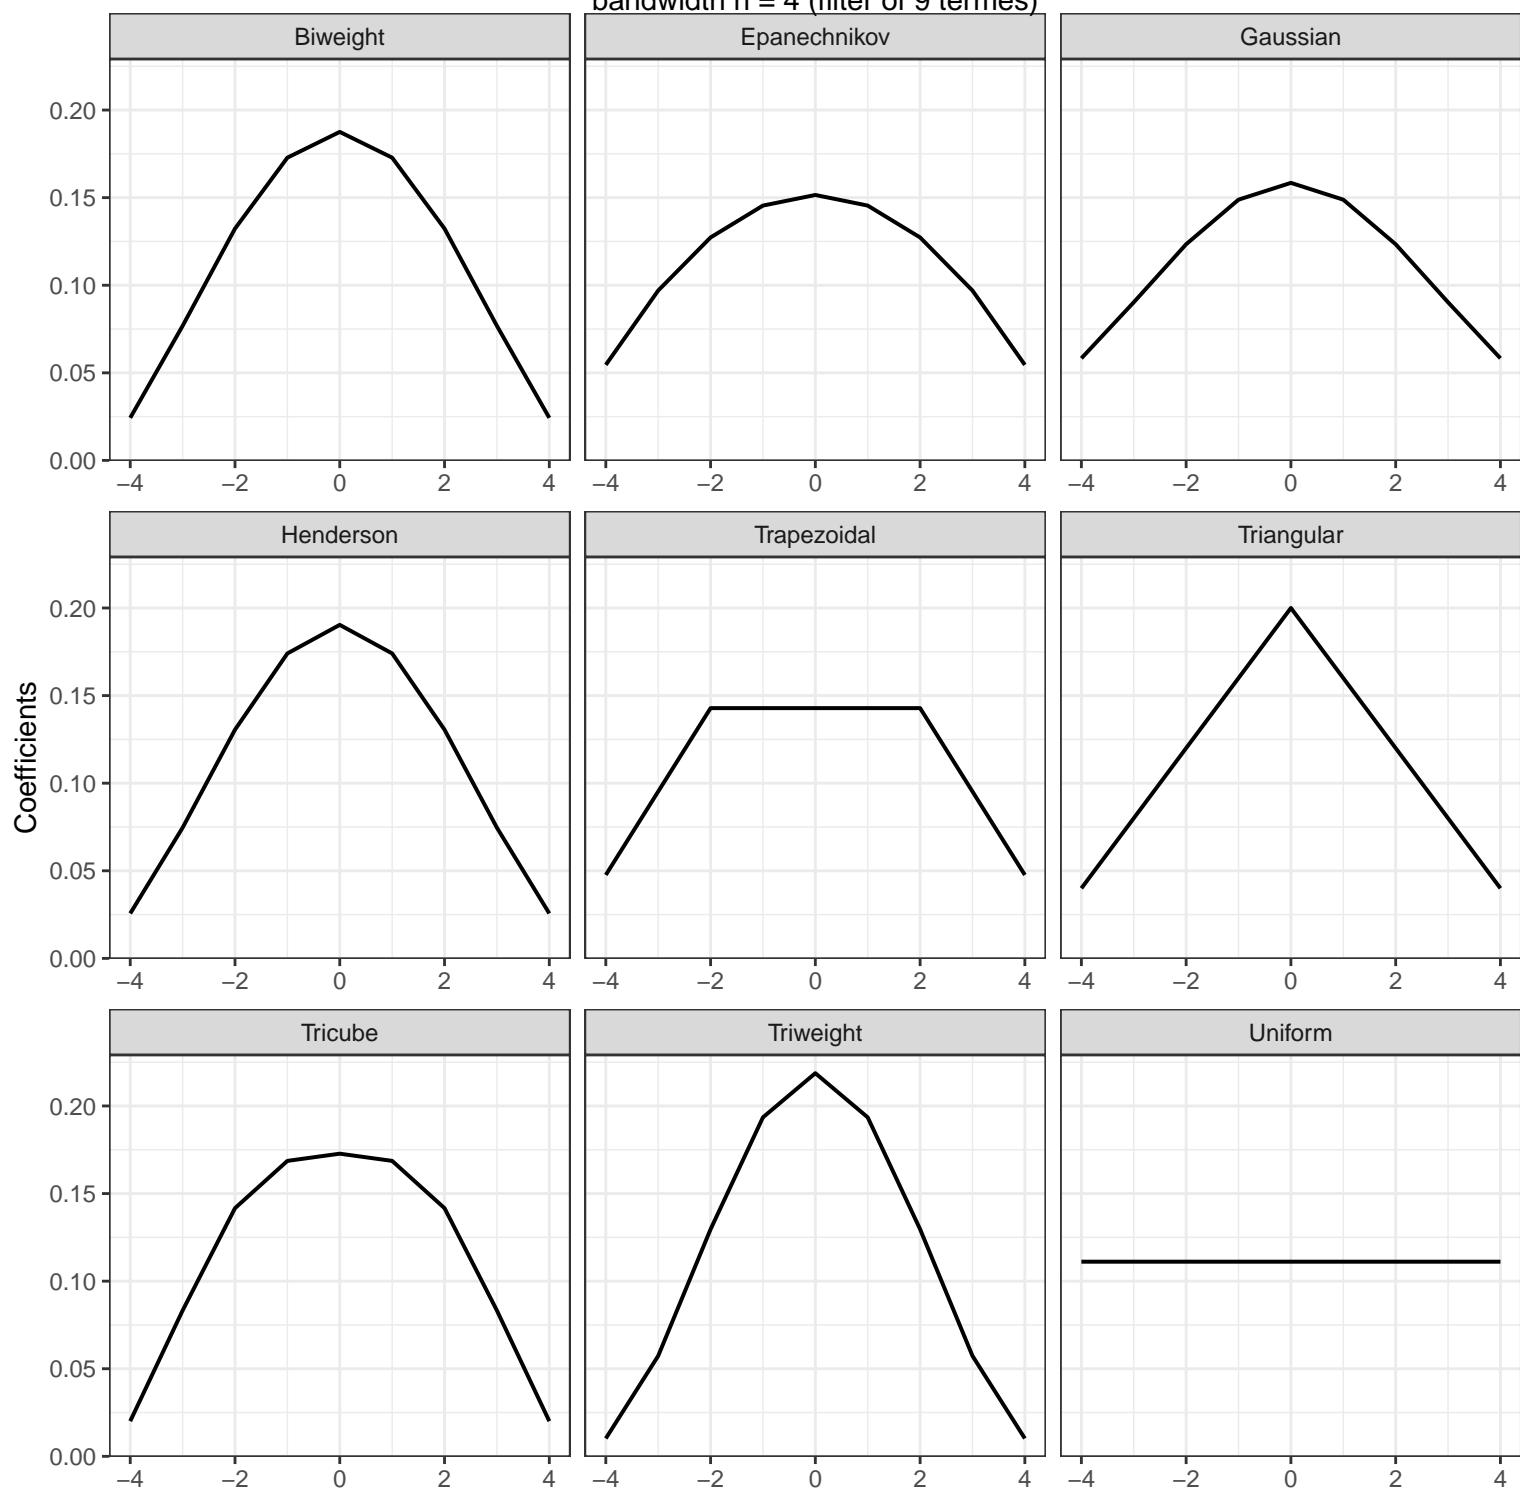 bandwidth h = 4 (filter of 9 termes)
Biweight Epanechnikov Gaussian
0.20
0.15
0.10
0.05
0.00
−4 −2 0 2 4 −4 −2 0 2 4 −4 −2 0 2 4
Henderson Trapezoidal Triangular
Coefficients
0.20
0.15
0.10
0.05
0.00
−4 −2 0 2 4 −4 −2 0 2 4 −4 −2 0 2 4
Tricube Triweight Uniform
0.20
0.15
0.10
0.05
0.00
−4 −2 0 2 4 −4 −2 0 2 4 −4 −2 0 2 4